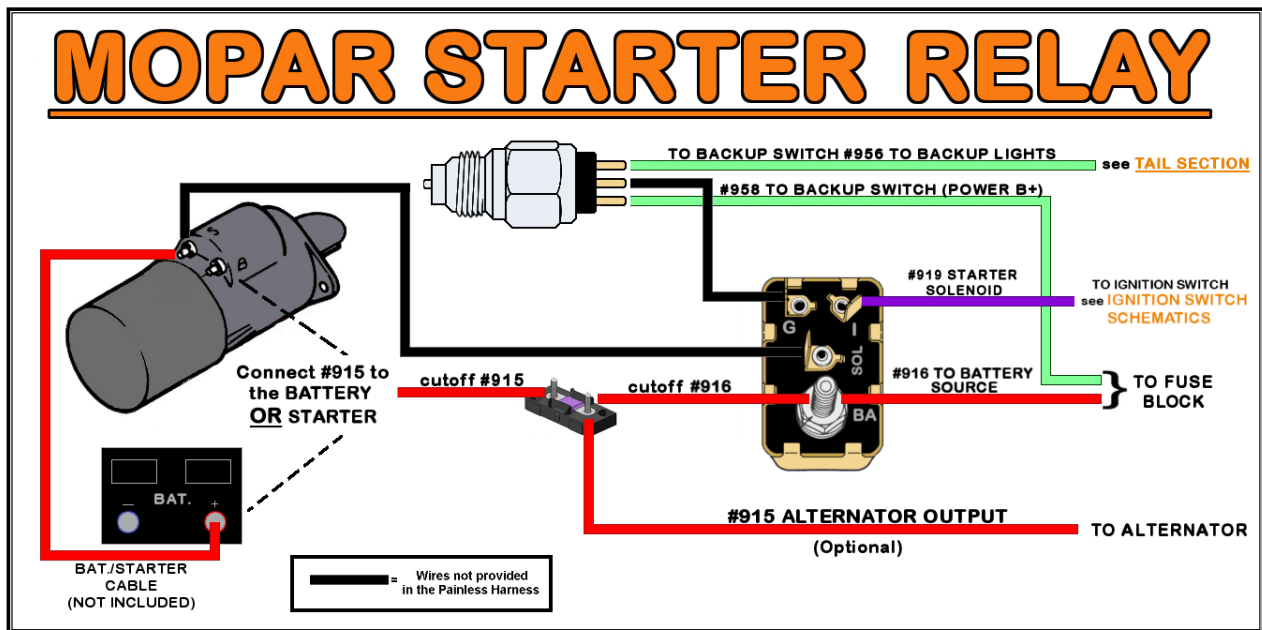 MOPAR STARTER RELAY
TO BACKUP SWITCH #956 TO BACKUP LIGHTS
see TAIL SECTION
#958 TO BACKUP SWITCH (POWER B+)
S
B
#919 STARTER
SOLENOID
TO IGNITION SWITCH
see IGNITION SWITCH
SCHEMATICS
G
I
SOL
BA
#916 TO BATTERY
SOURCE
TO FUSE
BLOCK
Connect #915 to
the BATTERY
OR STARTER
cutoff #915
cutoff #916
BAT.
–
+
#915 ALTERNATOR OUTPUT
(Optional)
TO ALTERNATOR
BAT./STARTER
CABLE
(NOT INCLUDED)
= Wires not provided
in the Painless Harness